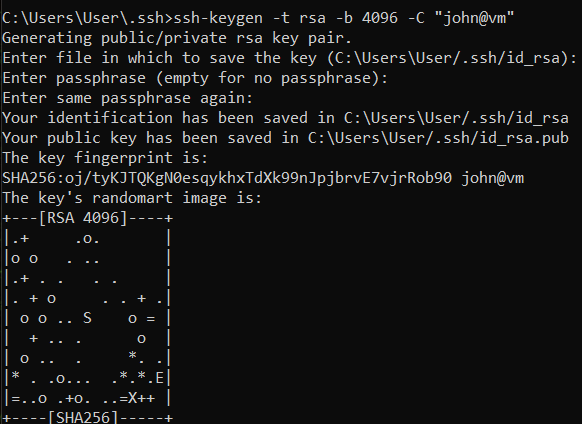 C:\Users\User\.ssh>ssh-keygen -t rsa -b 4096 -C "john@vm"
Generating public/private rsa key pair.
Enter file in which to save the key (C:\Users\User/.ssh/id_rsa):
Enter passphrase (empty for no passphrase):
Enter same passphrase again:
Your identification has been saved in C:\Users\User/.ssh/id_rsa
Your public key has been saved in C:\Users\User/.ssh/id_rsa.pub
The key fingerprint is:
SHA256:oj/tyKJTQKgN0esqykhxTdXk99nJpjbrvE7vjrRob90 john@vm
The key's randomart image is:
+---[RSA 4096]----+
|.+     .o.       |
|o o   . ..       |
|.+ . .   . .     |
|. + o     . . + .|
| o o .. S    o = |
|  + .. .      o  |
| o ..  .     *. .|
|* . .o...  .*.*.E|
|=..o .+o. ..=X++ |
+----[SHA256]-----+